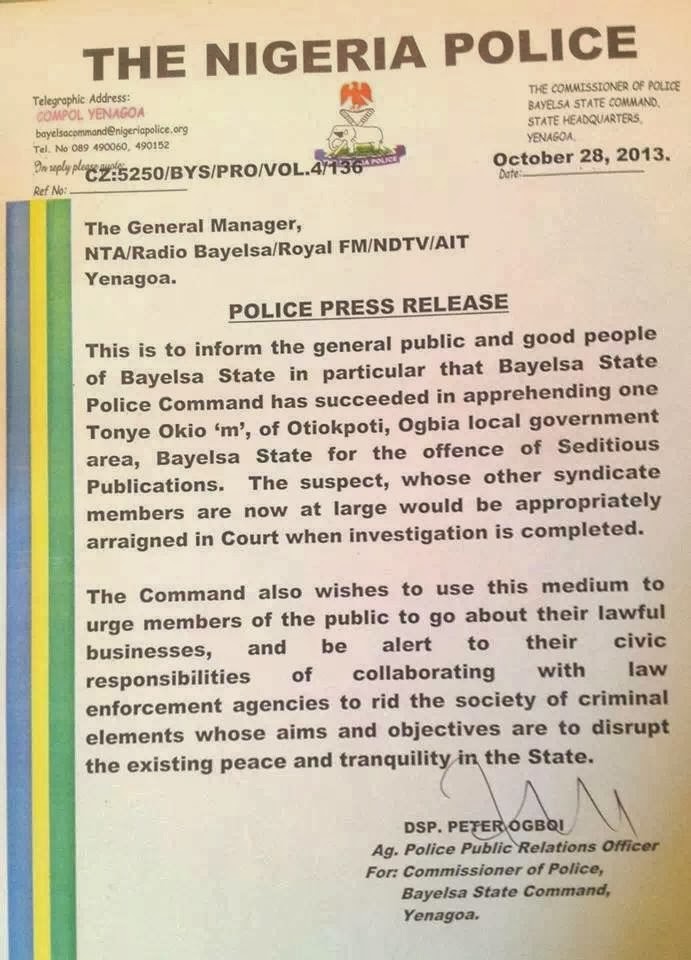 THE NIGERIA POLICE
Telegraphic Address:
COMPOL YENAGOA
bayelsacommand@nigeriapolice.org
Tel. No 089 490060, 490152
In reply please quote:
CZ:5250/BYS/PRO/VOL.4/136
Ref No:
POLICE
THE COMMISSIONER OF POLICE
BAYELSA STATE COMMAND,
STATE HEADQUARTERS,
YENAGOA.
October 28, 2013.
Date:
The General Manager,
NTA/Radio Bayelsa/Royal FM/NDTV/AIT
Yenagoa.
POLICE PRESS RELEASE
This is to inform the general public and good people
of Bayelsa State in particular that Bayelsa State
Police Command has succeeded in apprehending one
Tonye Okio ‘m’, of Otiokpoti, Ogbia local government
area, Bayelsa State for the offence of Seditious
Publications. The suspect, whose other syndicate
members are now at large would be appropriately
arraigned in Court when investigation is completed.
The Command also wishes to use this medium to
urge members of the public to go about their lawful
businesses, and be alert to their civic
responsibilities of collaborating with law
enforcement agencies to rid the society of criminal
elements whose aims and objectives are to disrupt
the existing peace and tranquility in the State.
DSP. PETER OGBOI
Ag. Police Public Relations Officer
For: Commissioner of Police,
Bayelsa State Command,
Yenagoa.